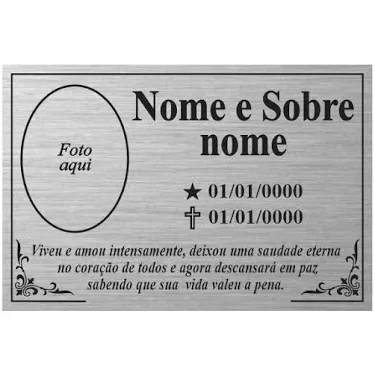 Nome e Sobre
nome
Foto
aqui
★ 01/01/0000
✝ 01/01/0000
Viveu e amou intensamente, deixou uma saudade eterna
no coração de todos e agora descansará em paz
sabendo que sua vida valeu a pena.